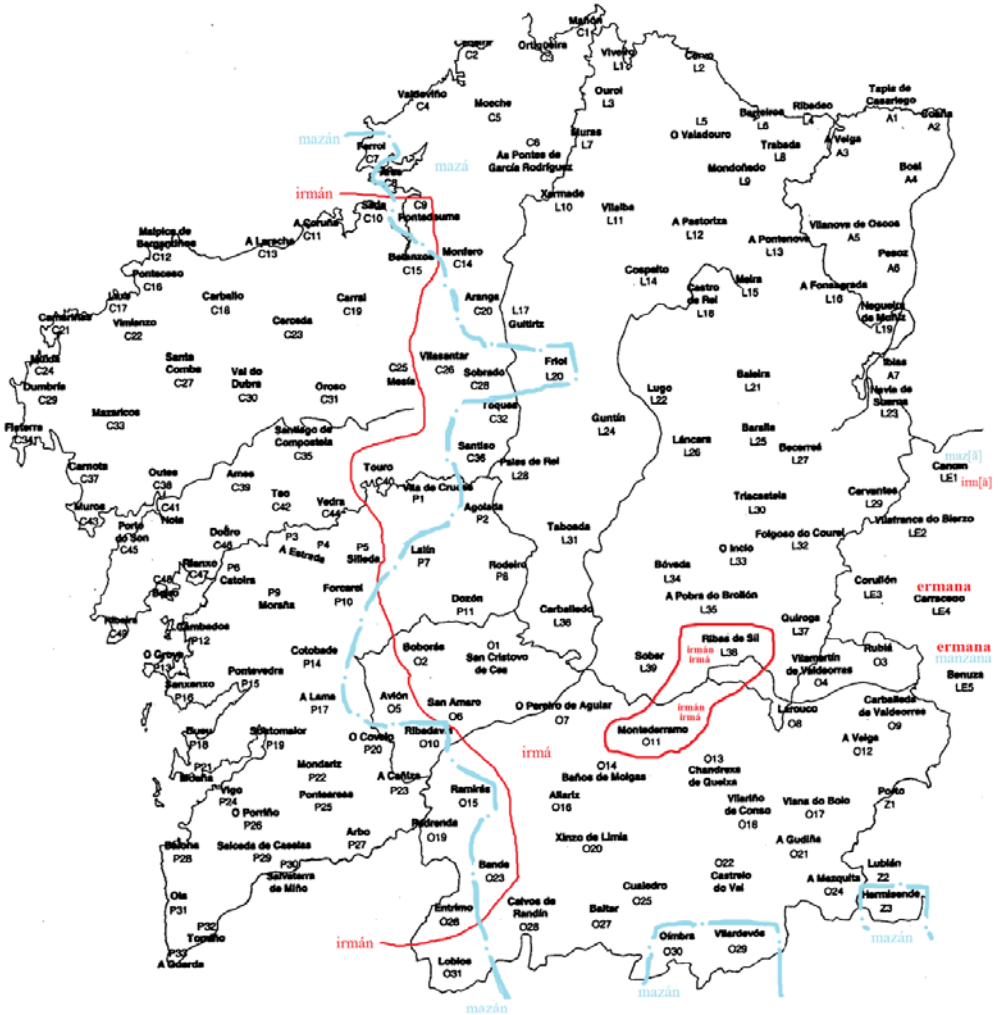 Mañón
C1
Cedeira
C2
Ortigueira
C3
Viveiro
L1
Cervo
L2
Valdoviño
C4
Moeche
C5
Ourol
L3
Barreiros
L6
Ribadeo
L4
Tapia de
Casariego
A1
Coaña
A2
L5
O Valadouro
mazán
Ferrol
C7
C6
As Pontes de
García Rodríguez
Muras
L7
Trabada
L8
A Veiga
A3
mazá
Ares
C8
Mondoñedo
L9
Boal
A4
irmán
Sada
C10
C9
Pontedeume
Xermade
L10
Vilalba
L11
A Pastoriza
L12
Vilanova de Oscos
A5
A Coruña
C11
Malpica de
Bergantiños
C12
A Laracha
C13
Betanzos
C15
Monfero
C14
A Pontenova
L13
Pesoz
A6
Ponteceso
C16
Cospeito
L14
Castro
de Rei
L18
Meira
L15
A Fonsagrada
L16
Laxe
C17
Carballo
C18
Carral
C19
Aranga
C20
L17
Guitiriz
Negueira
de Muñiz
L19
Camariñas
C21
Vimianzo
C22
Cerceda
C23
Muxía
C24
Santa
Comba
C27
Val do
Dubra
C30
Oroso
C31
C25
Mesía
Vilasantar
C26
Sobrado
C28
Friol
L20
Baleira
L21
Ibias
A7
Dumbría
C29
Lugo
L22
Navia de
Suarna
L23
Mazaricos
C33
Toques
C32
Guntín
L24
Fisterra
C34
Santiago de
Compostela
C35
Santiso
C36
Láncara
L26
Baralla
L25
Becerreá
L27
maz[ã]
Carnota
C37
Outes
C38
Ames
C39
Touro
C40
Palas de Rei
L28
Candín
LE1
irm[ã]
Muros
C43
C41
Noia
Teo
C42
Vedra
C44
Vila de Cruces
P1
Agolada
P2
Triacastela
L30
Cervantes
L29
Vilafranca do Bierzo
LE2
Porto
do Son
C45
Dodro
C46
P3
A Estrada
P4
P5
Silleda
Lalín
P7
Taboada
L31
Folgoso do Courel
L32
O Incio
L33
Rianxo
C47
P6
Catoira
C48
Boiro
P9
Moraña
Forcarei
P10
Rodeiro
P8
Bóveda
L34
Corullón
LE3
ermana
Carracedo
LE4
Ribeira
C49
Cambados
P12
Dozón
P11
Carballedo
L36
A Pobra do Brollón
L35
Quiroga
L37
O Grove
P13
Cotobade
P14
Boborás
O2
O1
San Cristovo
de Cea
Sober
L39
Ribas de Sil
L38
irmán
irmá
Vilamartín
de Valdeorras
O4
Rubiá
O3
ermana
manzana
Benuza
LE5
Sanxenxo
P16
Pontevedra
P15
A Lama
P17
Avión
O5
San Amaro
O6
O Pereiro de Aguiar
O7
irmán
irmá
Larouco
O8
Carballeda
de Valdeorras
O9
Bueu
P18
Soutomaior
P19
O Covelo
P20
Ribadavia
O10
irmá
Montederramo
O11
A Veiga
O12
P21
Moaña
Mondariz
P22
A Cañiza
P23
O14
Baños de Molgas
O13
Chandrexa
de Queixa
Vigo
P24
Ponteareas
P25
Ramirás
O15
Allariz
O16
Porto
Z1
O Porriño
P26
Arbo
P27
Padrenda
O19
Vilariño
de Conso
O18
Viana do Bolo
O17
Baiona
P28
Salceda de Caselas
P29
P30
Salvaterra
de Miño
Xinzo de Limia
O20
A Gudiña
O21
Bande
O23
O22
Castrelo
do Val
Lubián
Z2
Oia
P31
Entrimo
O26
Calvos de
Randín
O28
Cualedro
O25
A Mezquita
O24
Hermisende
Z3
P32
Tomiño
irmán
Baltar
O27
Oímbra
O30
Vilardevós
O29
mazán
P33
A Guarda
Lobios
O31
mazán
mazán